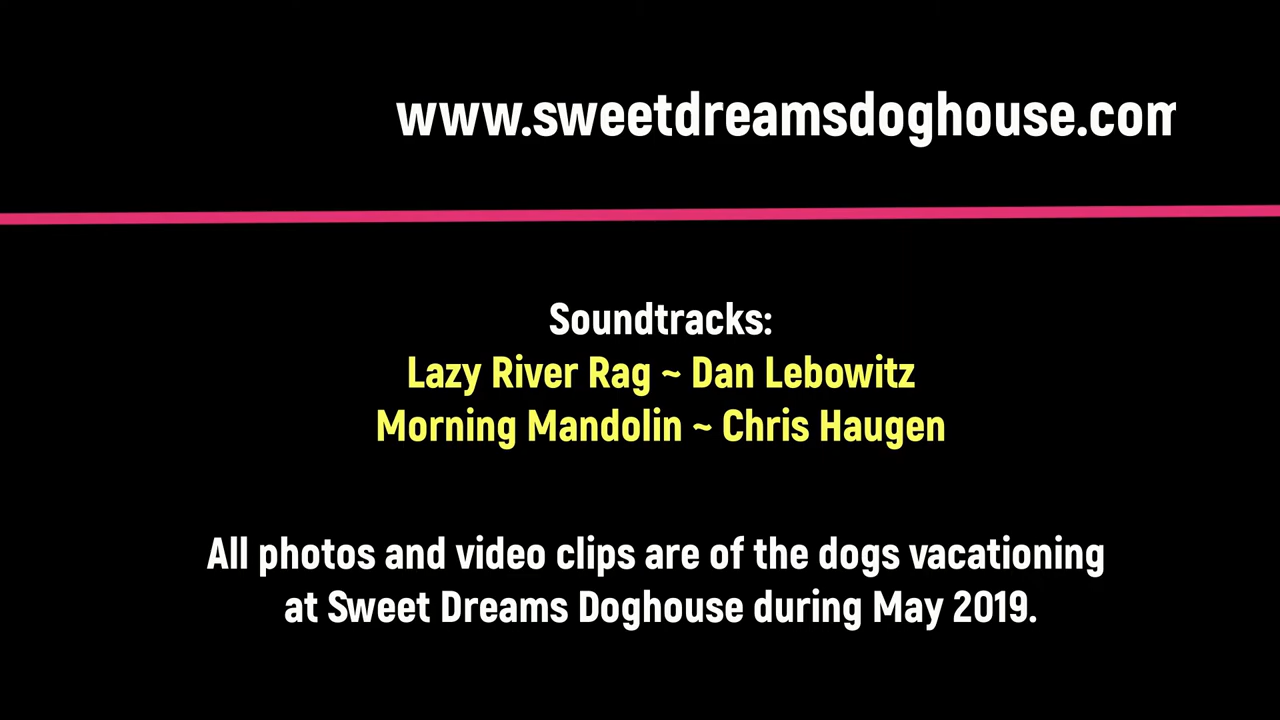 www.sweetdreamsdoghouse.com
Soundtracks:
Lazy River Rag ~ Dan Lebowitz
Morning Mandolin ~ Chris Haugen
All photos and video clips are of the dogs vacationing
at Sweet Dreams Doghouse during May 2019.